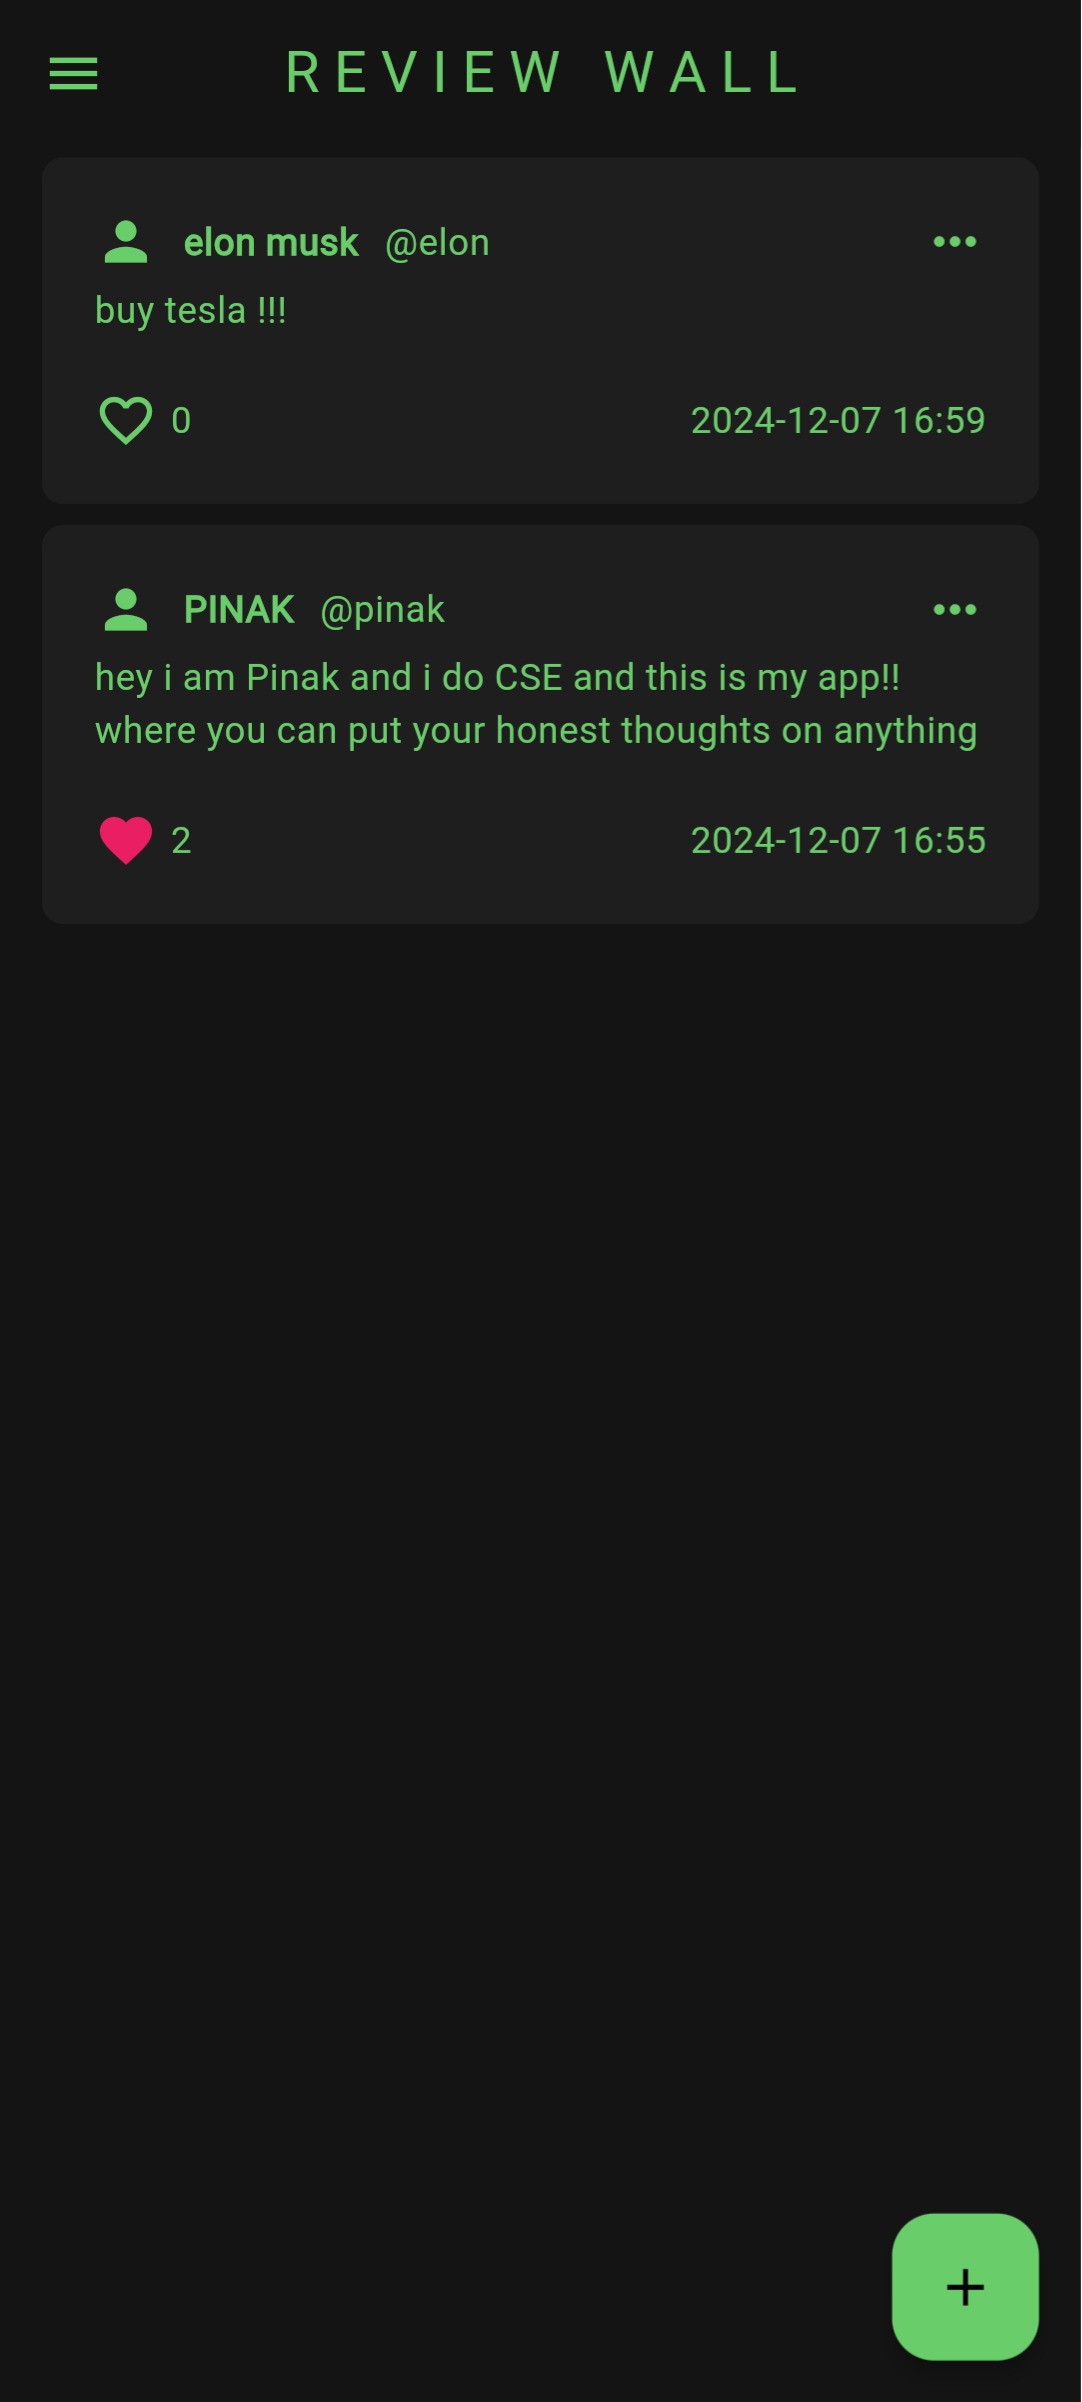 REVIEW WALL
elon musk @elon
buy tesla !!!
0 2024-12-07 16:59
PINAK @pinak
hey i am Pinak and i do CSE and this is my app!!
where you can put your honest thoughts on anything
2 2024-12-07 16:55